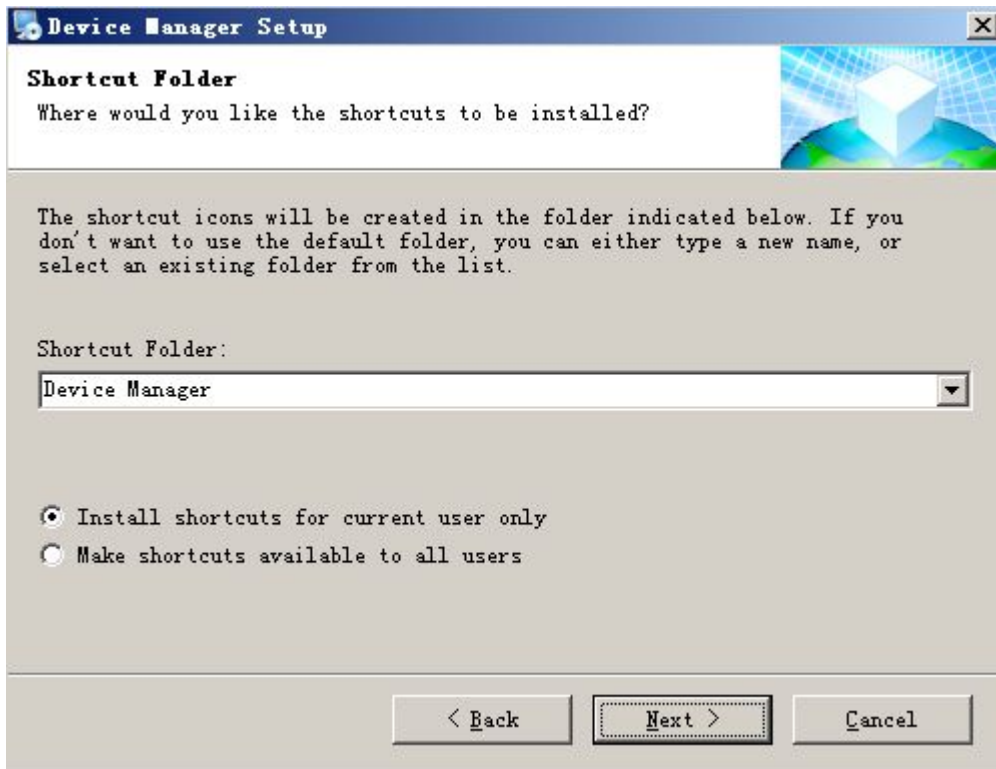 Device Manager Setup
Shortcut Folder
Where would you like the shortcuts to be installed?
The shortcut icons will be created in the folder indicated below. If you
don't want to use the default folder, you can either type a new name, or
select an existing folder from the list.
Shortcut Folder:
Device Manager
Install shortcuts for current user only
Make shortcuts available to all users
< Back
Next >
Cancel